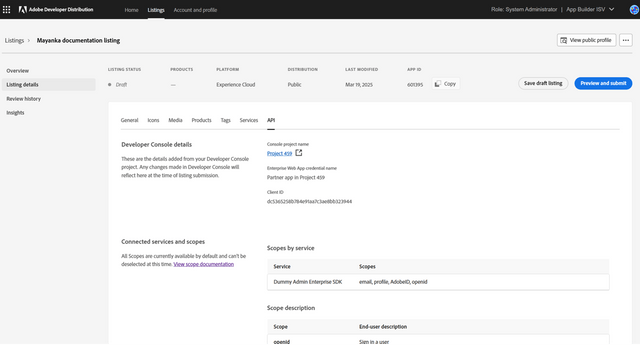 Adobe Developer Distribution Home Listings Account and profile Role: System Administrator | App Builder ISV
Listings > Mayanka documentation listing View public profile
Overview
Listing details
Review history
Insights
LISTING STATUS PRODUCTS PLATFORM DISTRIBUTION LAST MODIFIED APP ID
Draft — Experience Cloud Public Mar 19, 2025 601395 Copy Save draft listing Preview and submit
General Icons Media Products Tags Services API
Developer Console details
These are the details added from your Developer Console
project. Any changes made in Developer Console will
reflect here at the time of listing submission.
Console project name
Project 459
Enterprise Web App credential name
Partner app in Project 459
Client ID
dc5365258b784e91aa7c3ae8bb323944
Connected services and scopes
All Scopes are currently available by default and can't be
deselected at this time. View scope documentation
Scopes by service
Service Scopes
Dummy Admin Enterprise SDK email, profile, AdobeID, openid
Scope description
Scope End-user description
openid Sign in a user